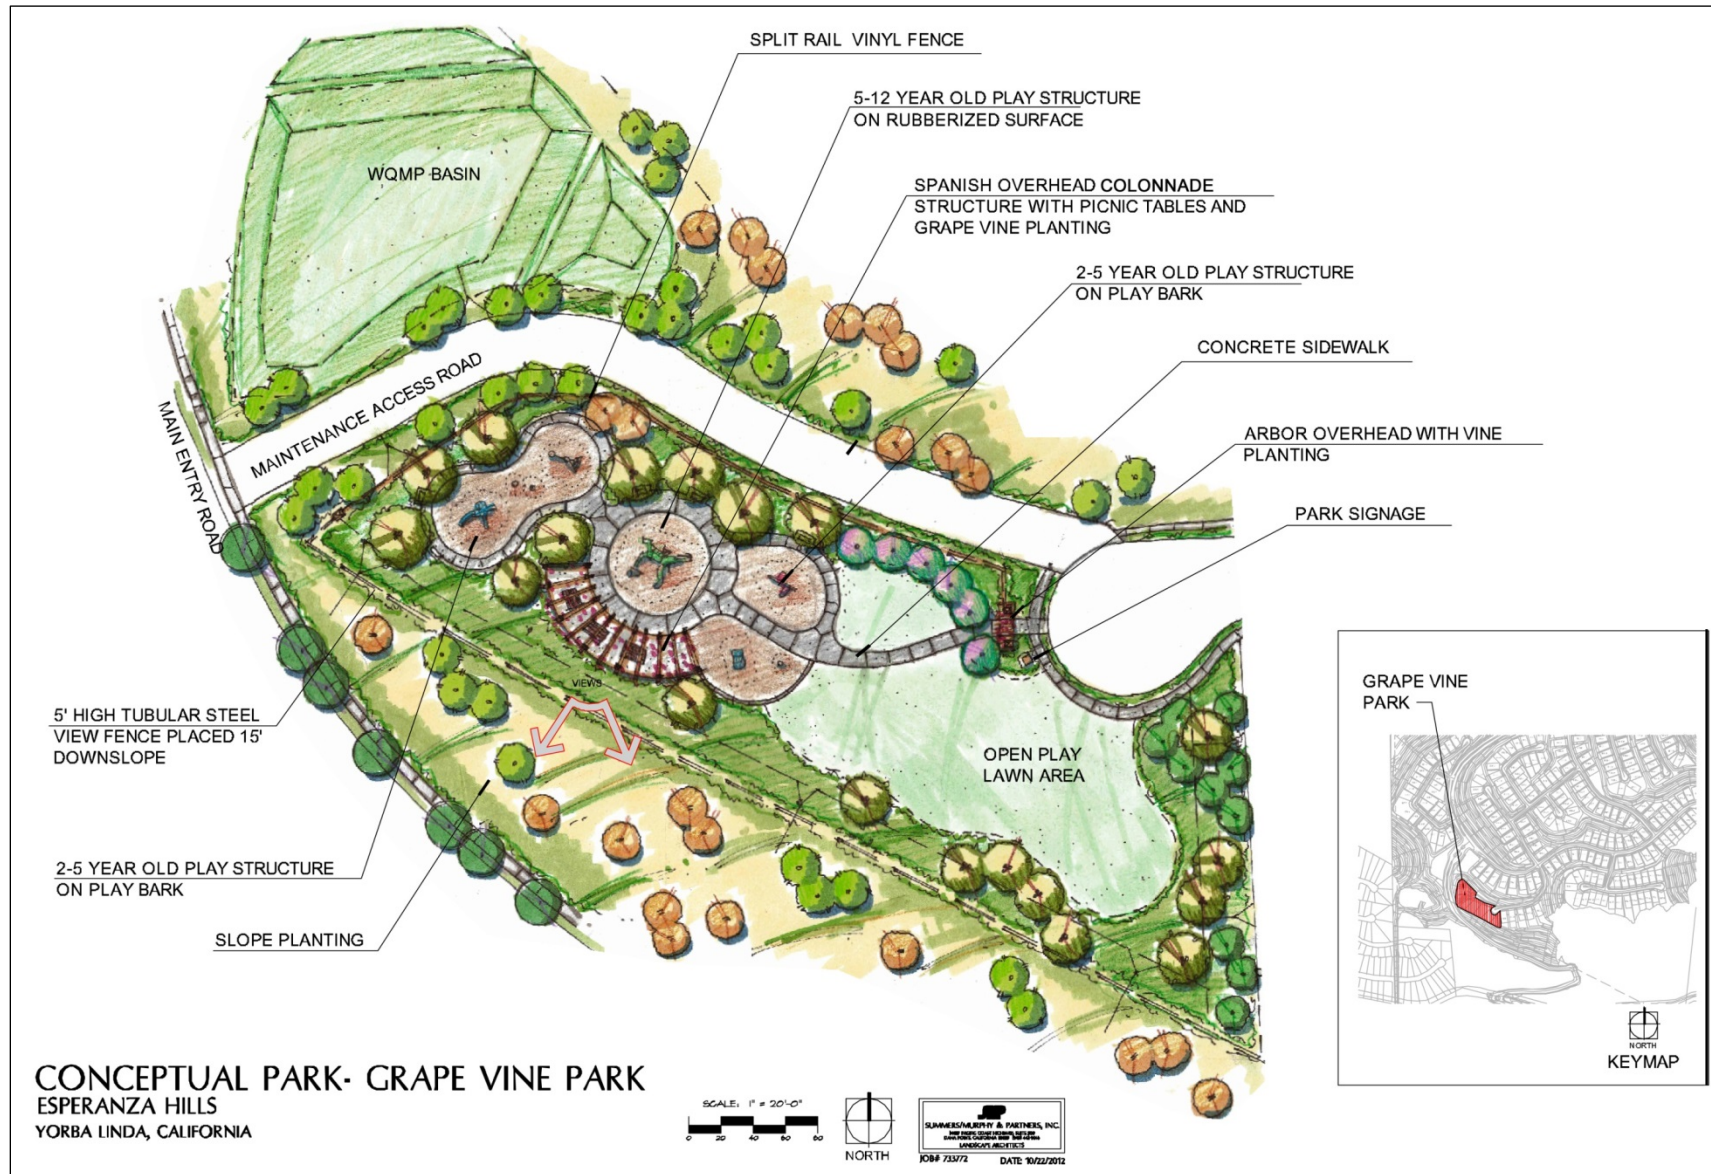 SPLIT RAIL VINYL FENCE
5-12 YEAR OLD PLAY STRUCTURE
ON RUBBERIZED SURFACE
SPANISH OVERHEAD COLONNADE
STRUCTURE WITH PICNIC TABLES AND
GRAPE VINE PLANTING
2-5 YEAR OLD PLAY STRUCTURE
ON PLAY BARK
CONCRETE SIDEWALK
ARBOR OVERHEAD WITH VINE
PLANTING
PARK SIGNAGE
WQMP BASIN
MAINTENANCE ACCESS ROAD
MAIN ENTRY ROAD
VIEWS
OPEN PLAY
LAWN AREA
5' HIGH TUBULAR STEEL
VIEW FENCE PLACED 15'
DOWNSLOPE
2-5 YEAR OLD PLAY STRUCTURE
ON PLAY BARK
SLOPE PLANTING
GRAPE VINE
PARK
NORTH
KEYMAP
CONCEPTUAL PARK- GRAPE VINE PARK
ESPERANZA HILLS
YORBA LINDA, CALIFORNIA
SCALE: 1" = 20'-0"
0 20 40 60 80
NORTH
SUMMERS/MURPHY & PARTNERS, INC.
LANDSCAPE ARCHITECTS
JOB# 733772 DATE: 10/22/2012